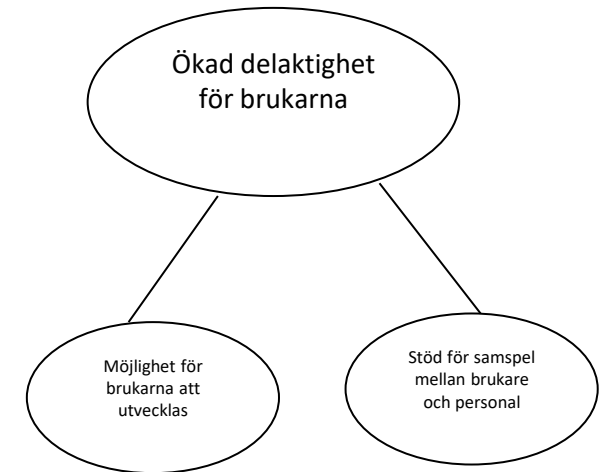 Ökad delaktighet
för brukarna
Möjlighet för
brukarna att
utvecklas
Stöd för samspel
mellan brukare
och personal